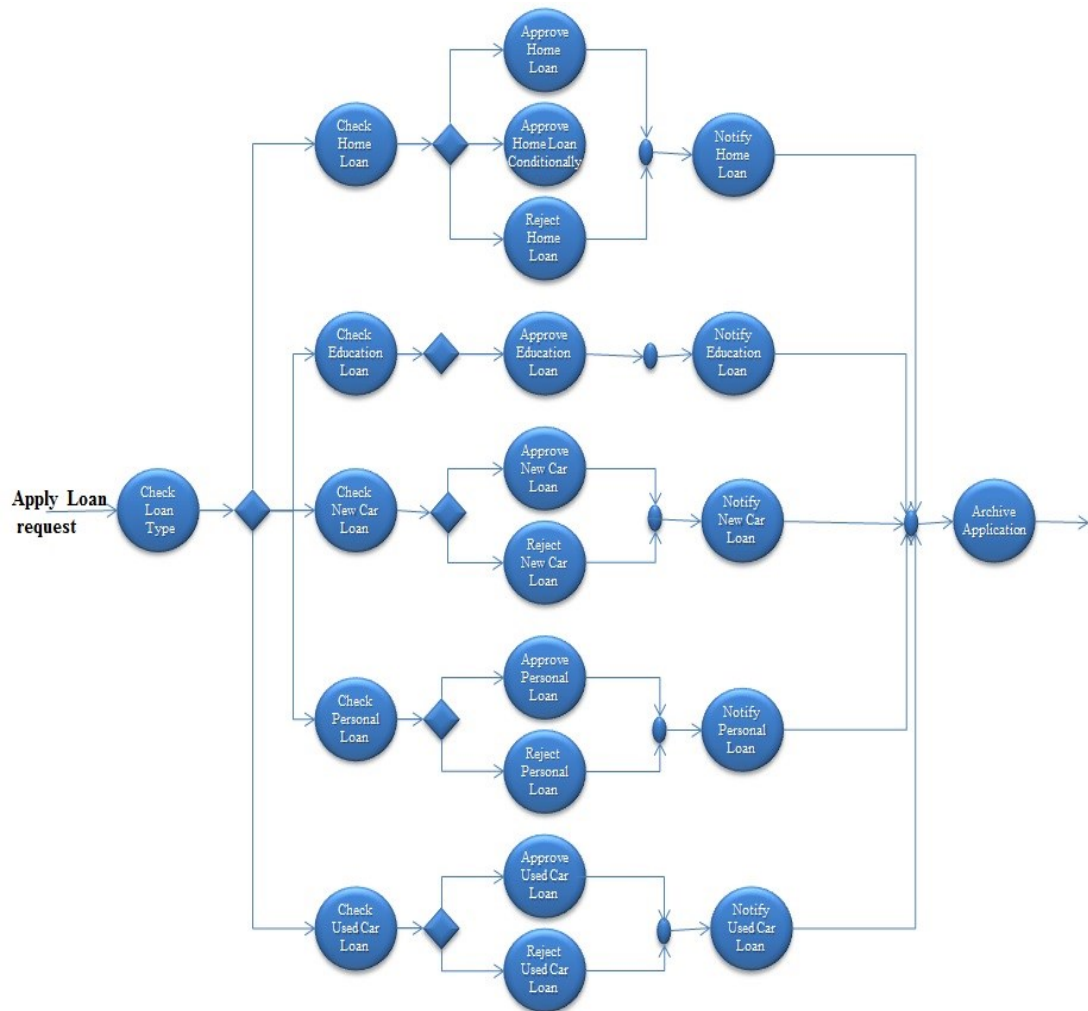 Approve
Home
Loan
Check
Home
Loan
Approve
Home Loan
Conditionally
Notify
Home
Loan
Reject
Home
Loan
Check
Education
Loan
Approve
Education
Loan
Notify
Education
Loan
Apply Loan
request
Check
Loan
Type
Check
New Car
Loan
Approve
New Car
Loan
Reject
New Car
Loan
Notify
New Car
Loan
Archive
Application
Check
Personal
Loan
Approve
Personal
Loan
Reject
Personal
Loan
Notify
Personal
Loan
Check
Used Car
Loan
Approve
Used Car
Loan
Reject
Used Car
Loan
Notify
Used Car
Loan